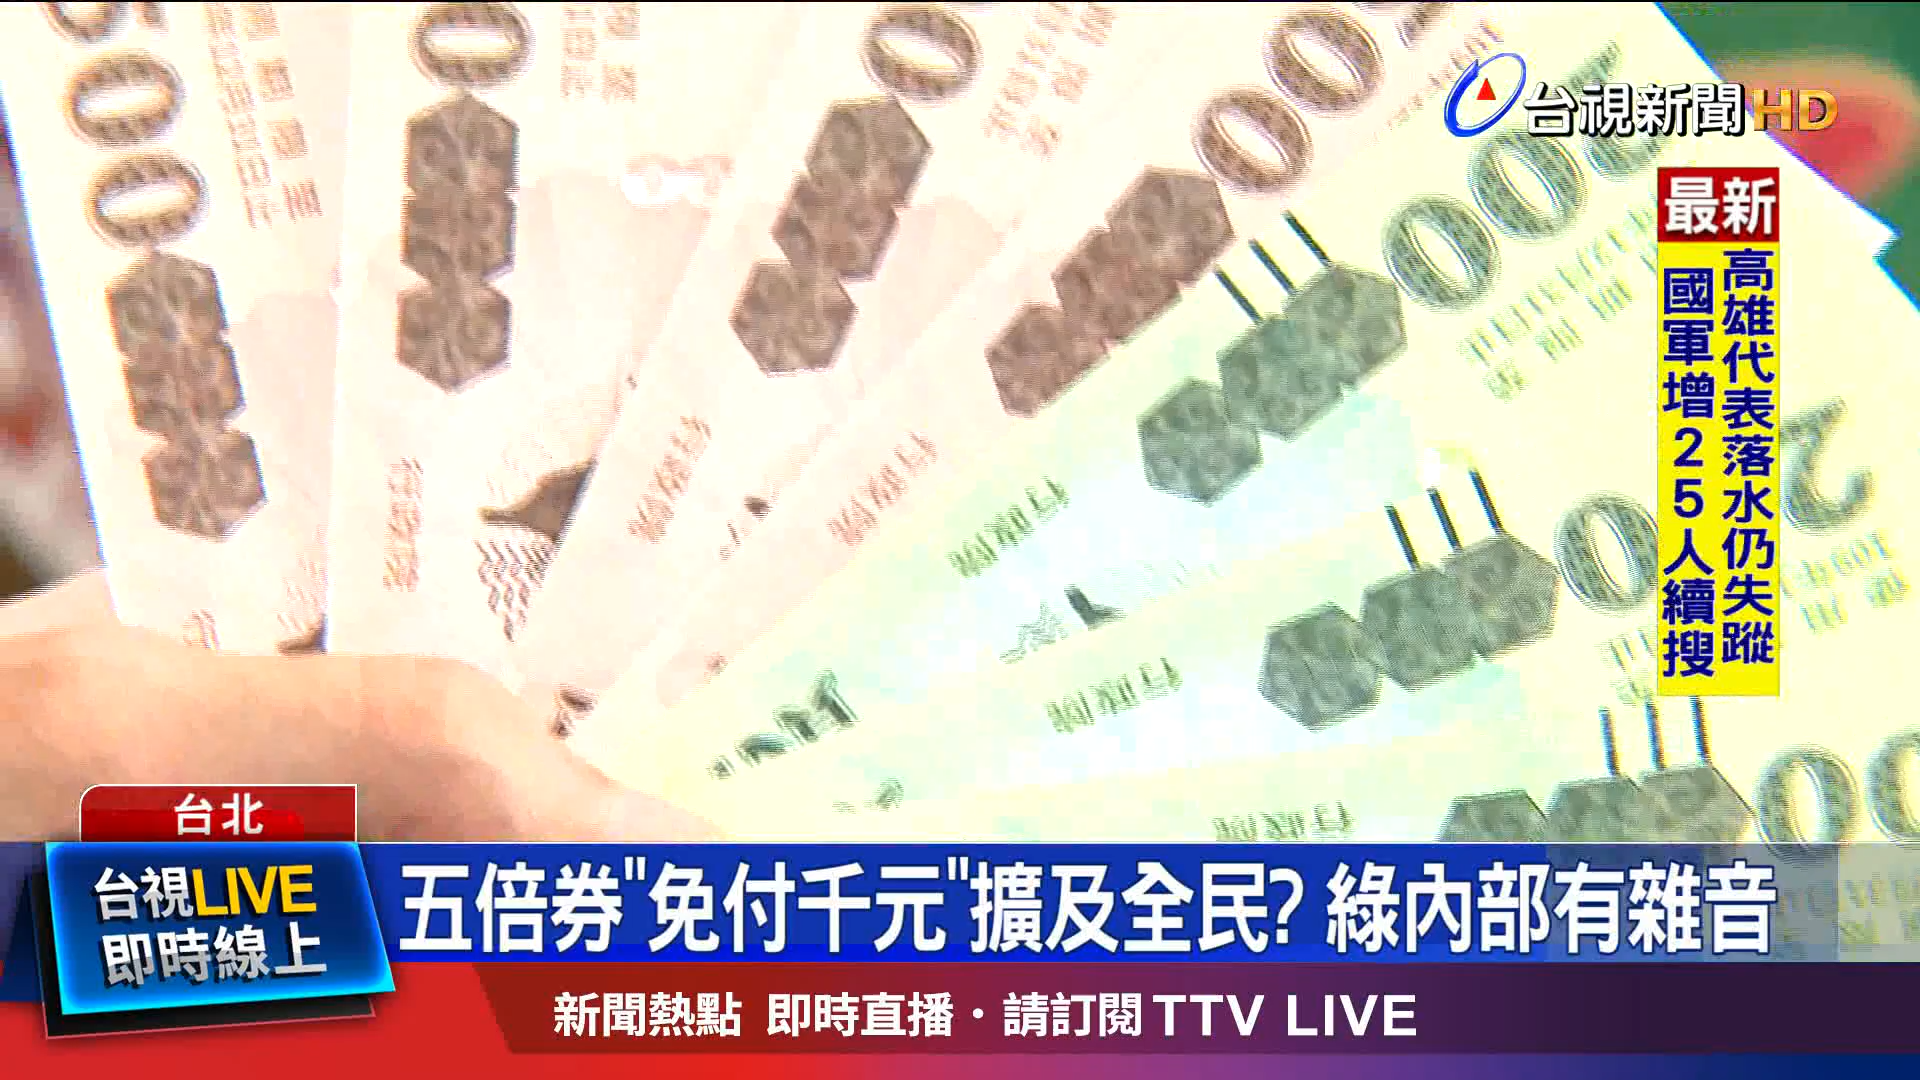 台視新聞HD
最新
高雄代表落水仍失蹤
國軍增25人續搜
台北
台視LIVE
即時線上
五倍券"免付千元"擴及全民? 綠內部有雜音
新聞熱點 即時直播・請訂閱TTV LIVE